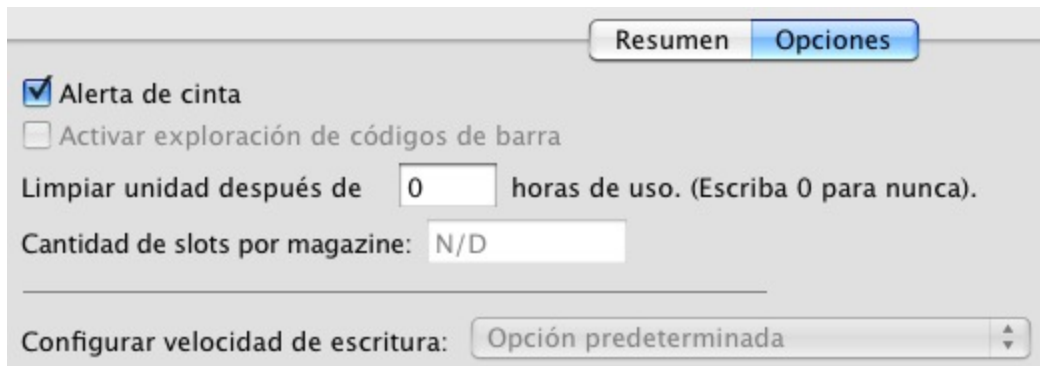 Resumen Opciones
Alerta de cinta
Activar exploración de códigos de barra
Limpiar unidad después de 0 horas de uso. (Escriba 0 para nunca).
Cantidad de slots por magazine: N/D
Configurar velocidad de escritura: Opción predeterminada